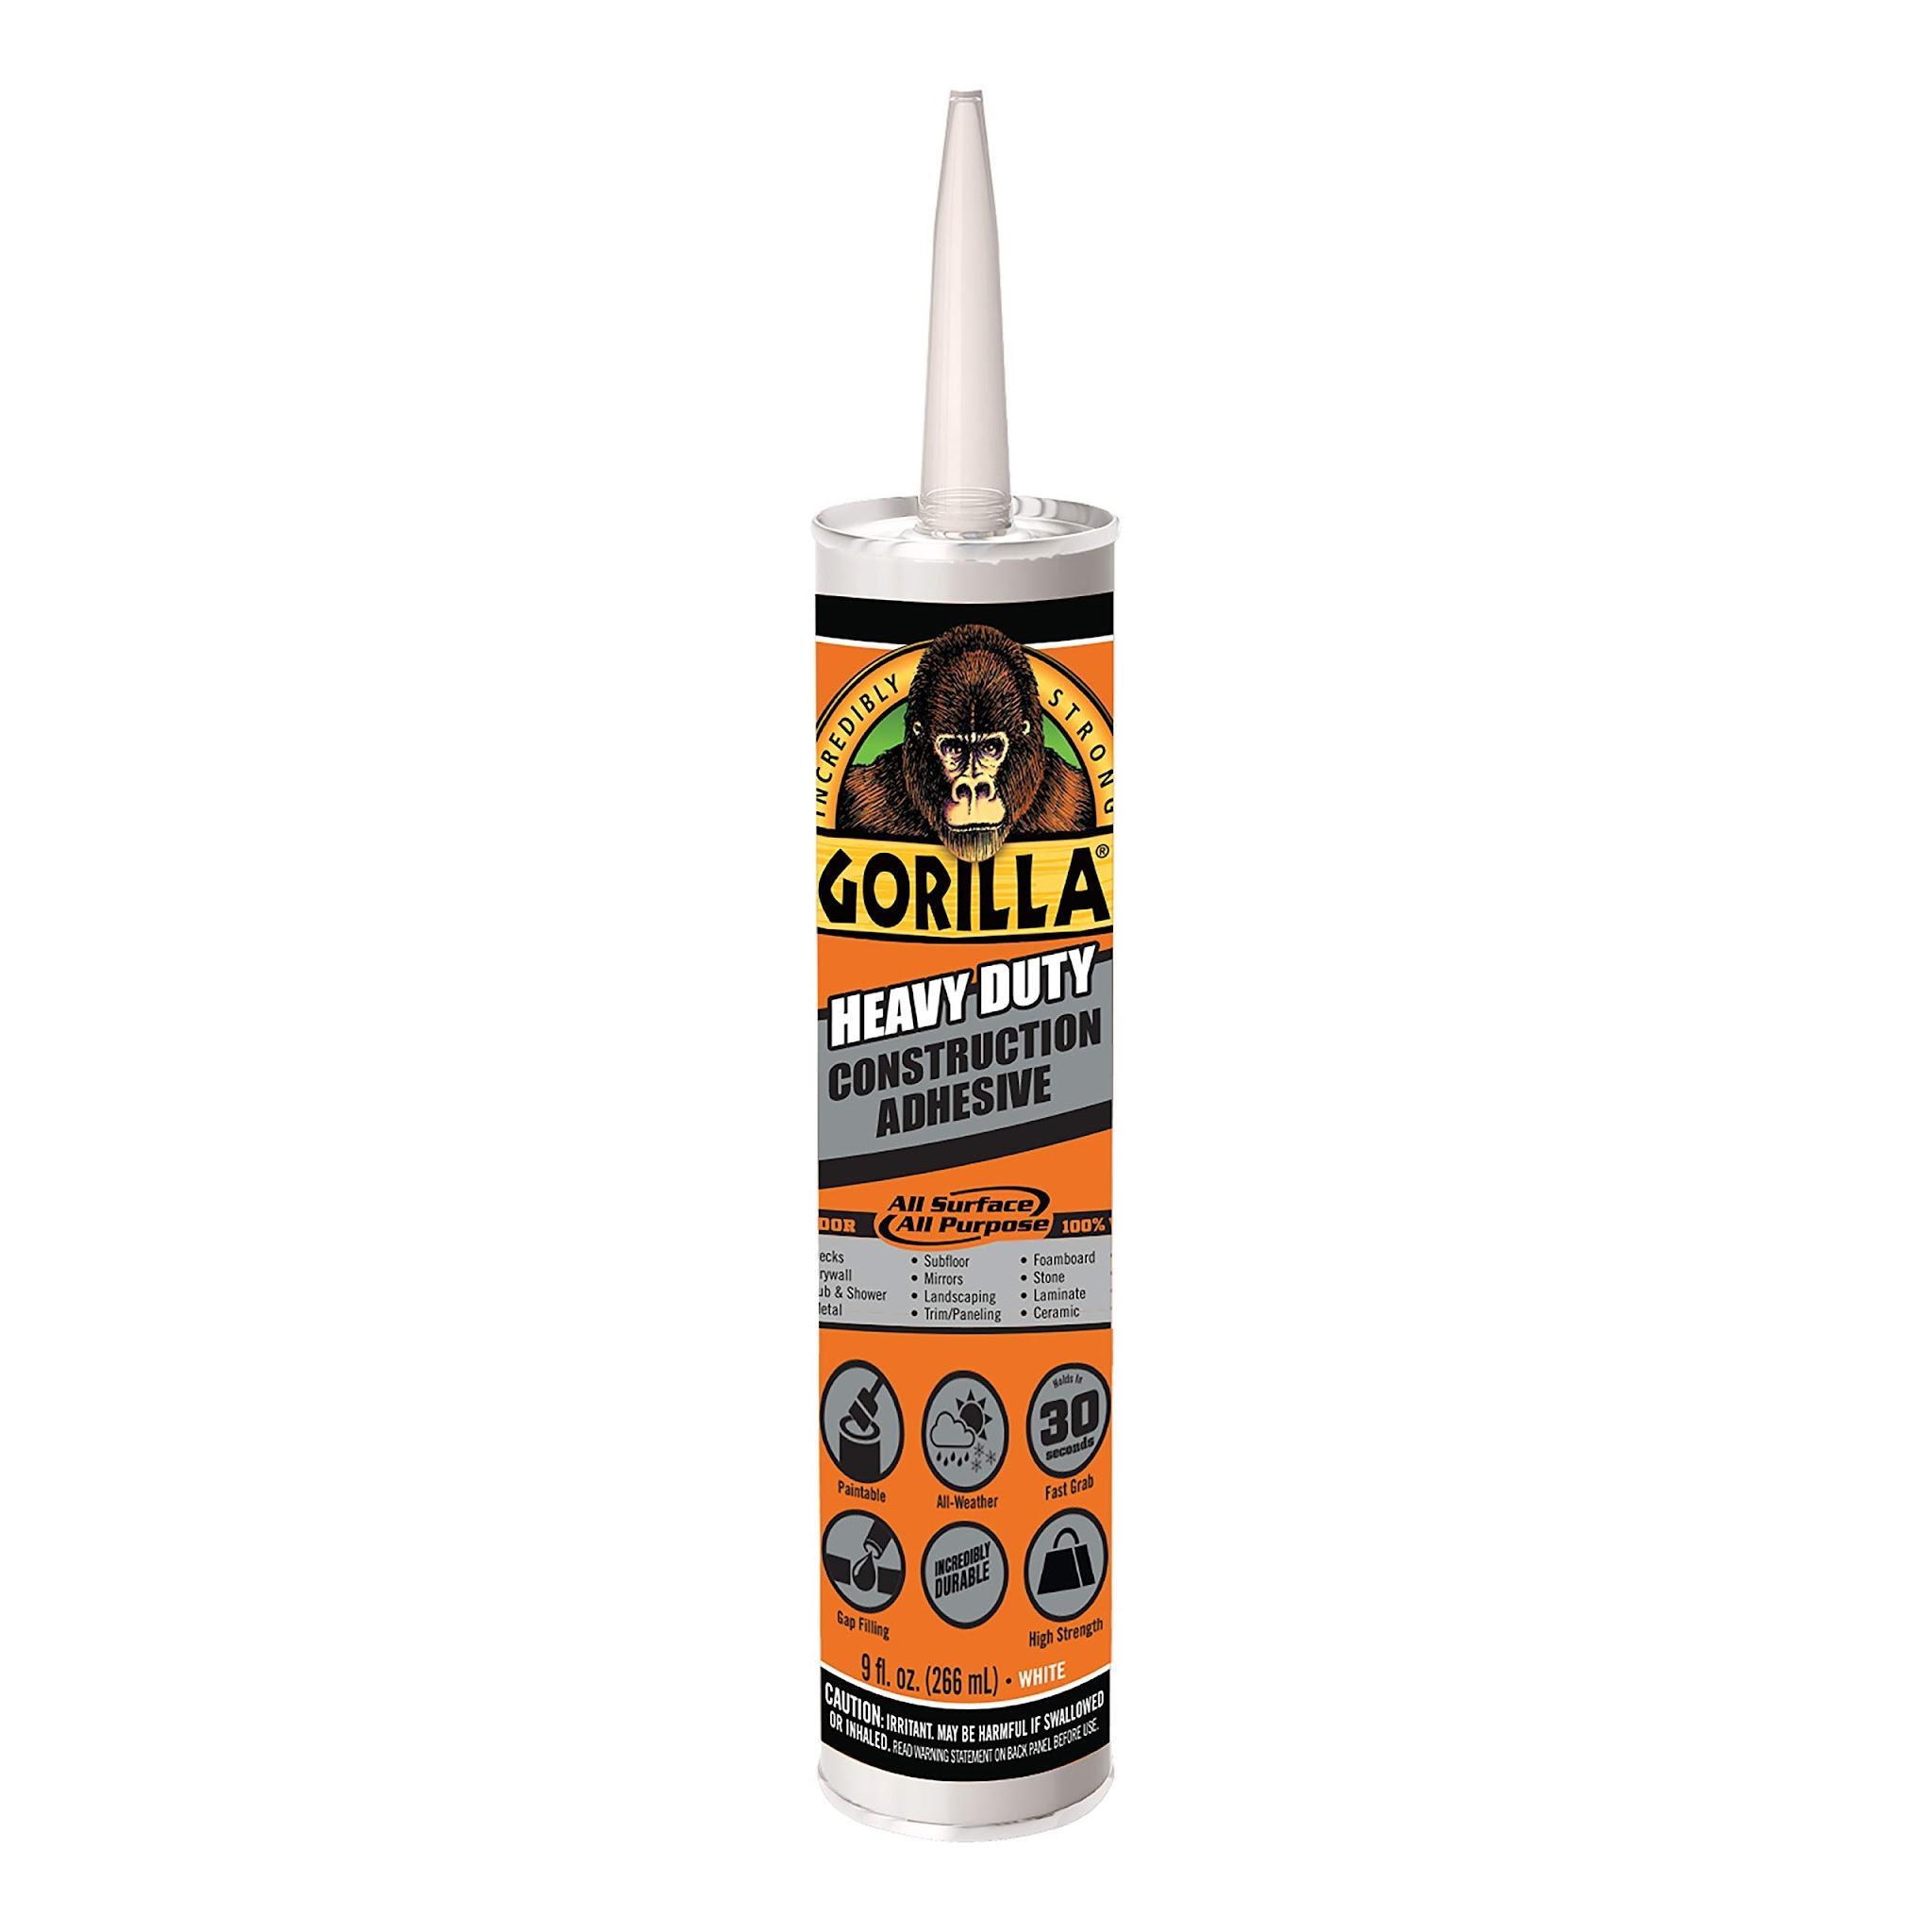 INCREDIBLY STRONG
GORILLA®
HEAVY DUTY
CONSTRUCTION
ADHESIVE
All Surface
All Purpose
100%
& Shower
• Subfloor
• Mirrors
• Landscaping
• Trim/Paneling
• Foamboard
• Stone
• Laminate
• Ceramic
Paintable
All-Weather
Holds in
30
seconds
Fast Grab
Gap Filling
INCREDIBLY
DURABLE
High Strength
9 fl. oz. (266 mL) • WHITE
CAUTION: IRRITANT. MAY BE HARMFUL IF SWALLOWED
OR INHALED. READ WARNING STATEMENT ON BACK PANEL BEFORE USE.